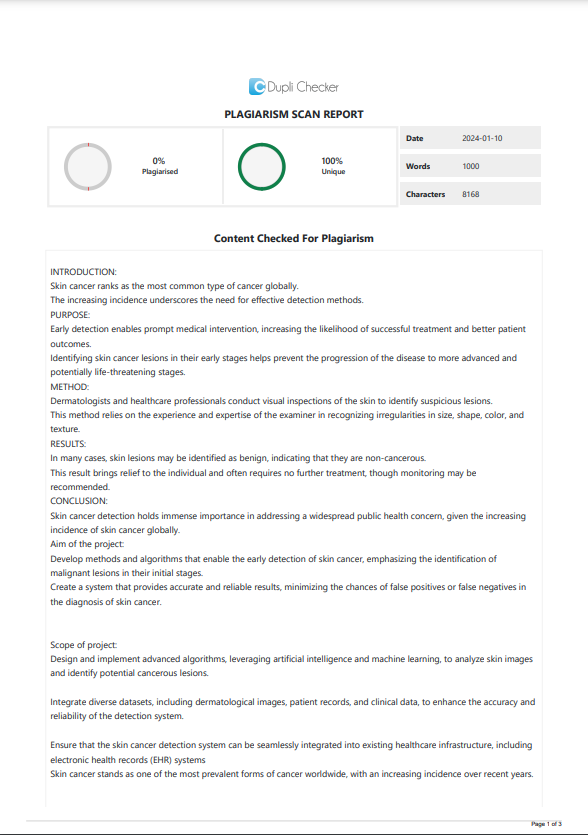 Dupli Checker
PLAGIARISM SCAN REPORT
0%
Plagiarised
100%
Unique
Date 2024-01-10
Words 1000
Characters 8168
Content Checked For Plagiarism
INTRODUCTION:
Skin cancer ranks as the most common type of cancer globally.
The increasing incidence underscores the need for effective detection methods.
PURPOSE:
Early detection enables prompt medical intervention, increasing the likelihood of successful treatment and better patient
outcomes.
Identifying skin cancer lesions in their early stages helps prevent the progression of the disease to more advanced and
potentially life-threatening stages.
METHOD:
Dermatologists and healthcare professionals conduct visual inspections of the skin to identify suspicious lesions.
This method relies on the experience and expertise of the examiner in recognizing irregularities in size, shape, color, and
texture.
RESULTS:
In many cases, skin lesions may be identified as benign, indicating that they are non-cancerous.
This result brings relief to the individual and often requires no further treatment, though monitoring may be
recommended.
CONCLUSION:
Skin cancer detection holds immense importance in addressing a widespread public health concern, given the increasing
incidence of skin cancer globally.
Aim of the project:
Develop methods and algorithms that enable the early detection of skin cancer, emphasizing the identification of
malignant lesions in their initial stages.
Create a system that provides accurate and reliable results, minimizing the chances of false positives or false negatives in
the diagnosis of skin cancer.
Scope of project:
Design and implement advanced algorithms, leveraging artificial intelligence and machine learning, to analyze skin images
and identify potential cancerous lesions.
Integrate diverse datasets, including dermatological images, patient records, and clinical data, to enhance the accuracy and
reliability of the detection system.
Ensure that the skin cancer detection system can be seamlessly integrated into existing healthcare infrastructure, including
electronic health records (EHR) systems
Skin cancer stands as one of the most prevalent forms of cancer worldwide, with an increasing incidence over recent years.
Page 1 of 3